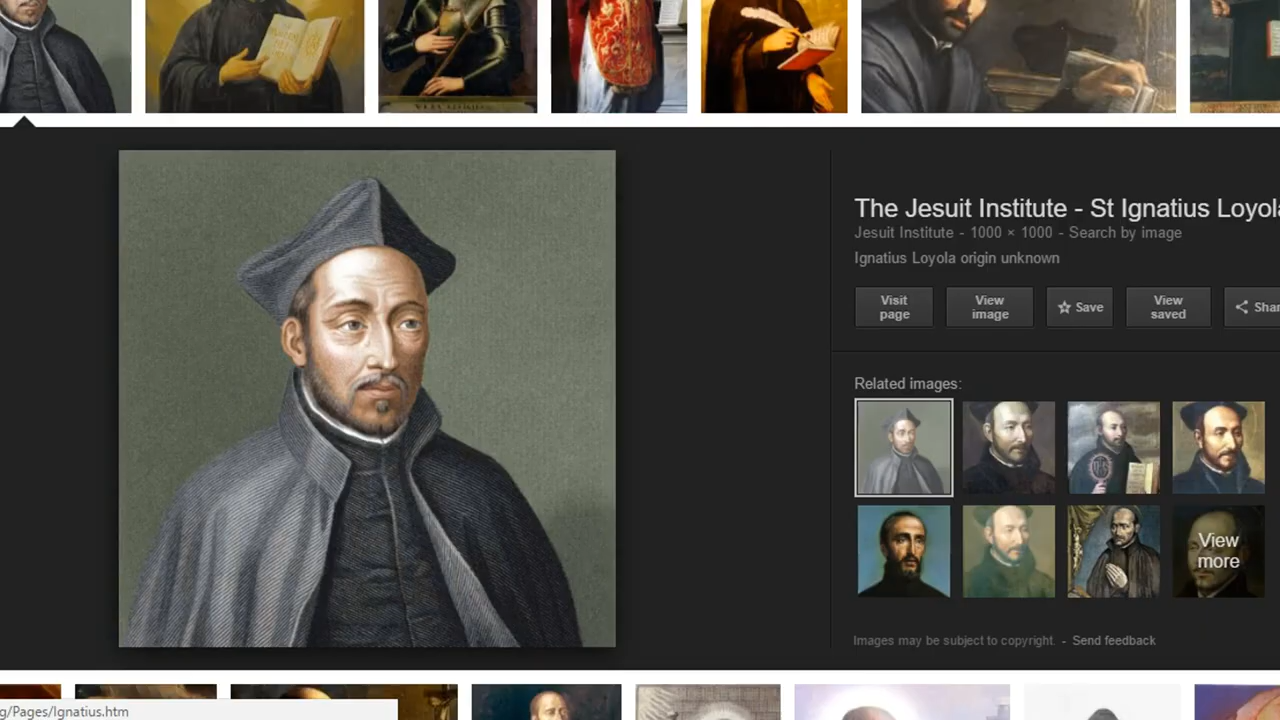 The Jesuit Institute - St Ignatius Loyol
Jesuit Institute - 1000 × 1000 - Search by image
Ignatius Loyola origin unknown
Visit page
View image
Save
View saved
Shar
Related images:
View more
Images may be subject to copyright. - Send feedback
g/Pages/Ignatius.htm